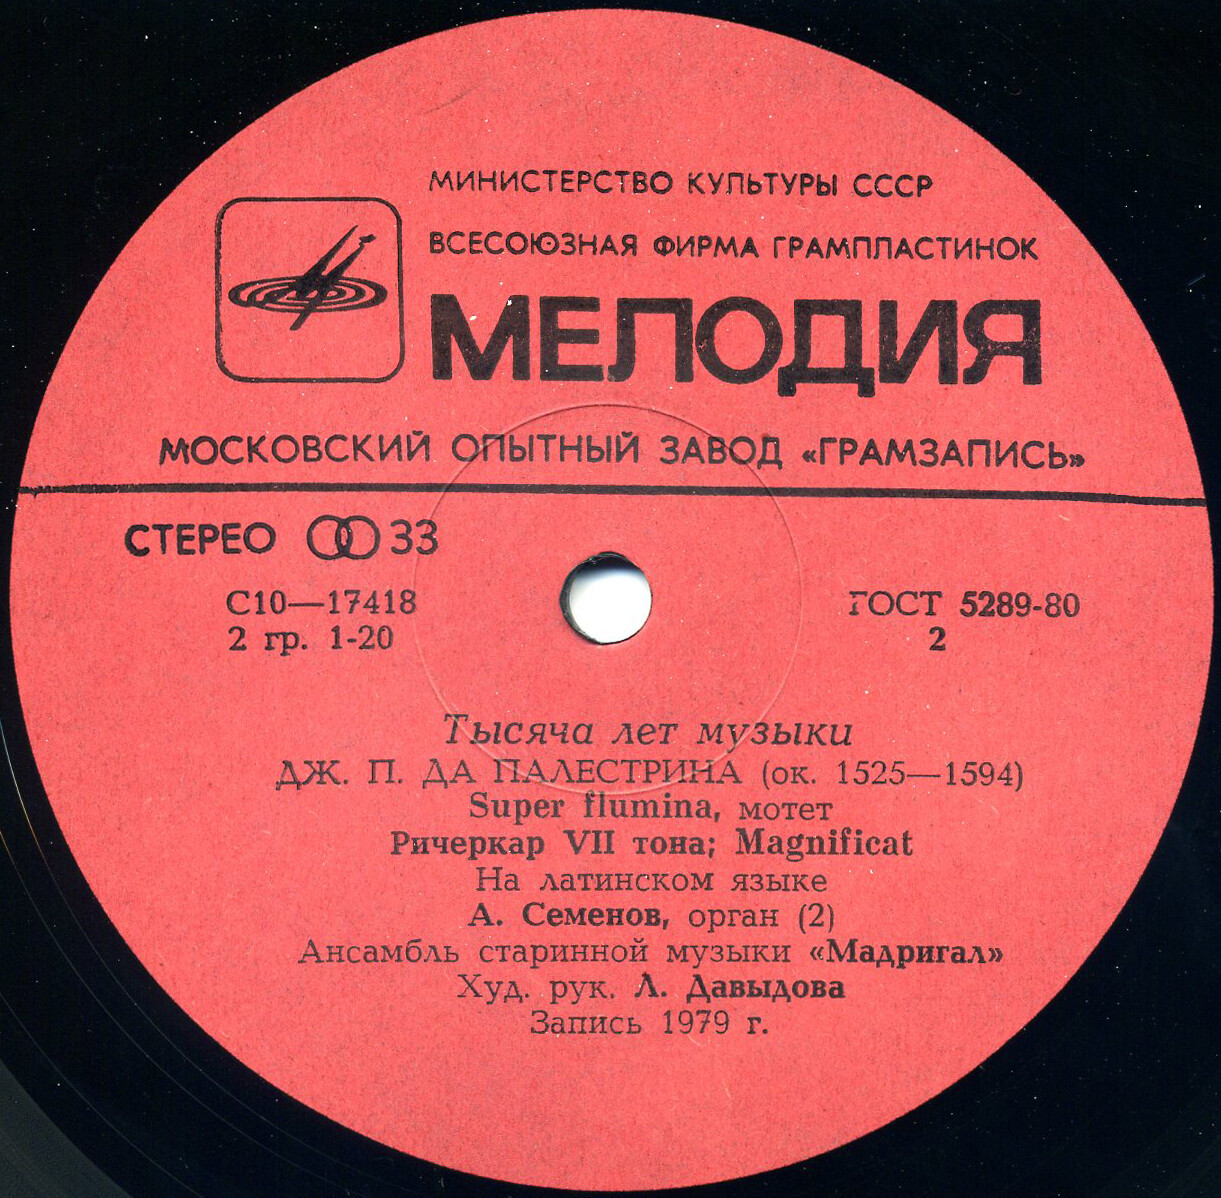 МИНИСТЕРСТВО КУЛЬТУРЫ СССР
ВСЕСОЮЗНАЯ ФИРМА ГРАМПЛАСТИНОК
МЕЛОДИЯ
МОСКОВСКИЙ ОПЫТНЫЙ ЗАВОД «ГРАМЗАПИСЬ»
СТЕРЕО 33
С10—17418 ГОСТ 5289-80
2 гр. 1-20 2
Тысяча лет музыки
ДЖ. П. ДА ПАЛЕСТРИНА (ок. 1525—1594)
Super flumina, мотет
Ричеркар VII тона; Magnificat
На латинском языке
А. Семенов, орган (2)
Ансамбль старинной музыки «Мадригал»
Худ. рук. Л. Давыдова
Запись 1979 г.